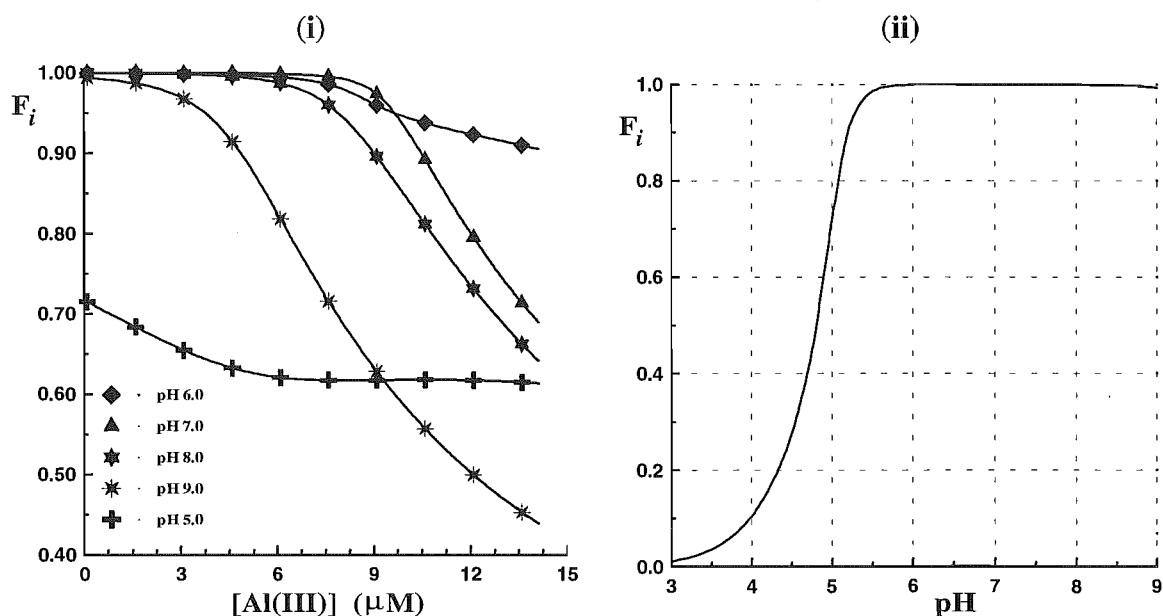 (i)
1.00
F_i
0.90
0.80
0.70
0.60
0.50
0.40
pH 6.0
pH 7.0
pH 8.0
pH 9.0
pH 5.0
0 3 6 9 12 15
[Al(III)] (μM)
(ii)
1.0
F_i
0.8
0.6
0.4
0.2
0.0
3 4 5 6 7 8 9
pH